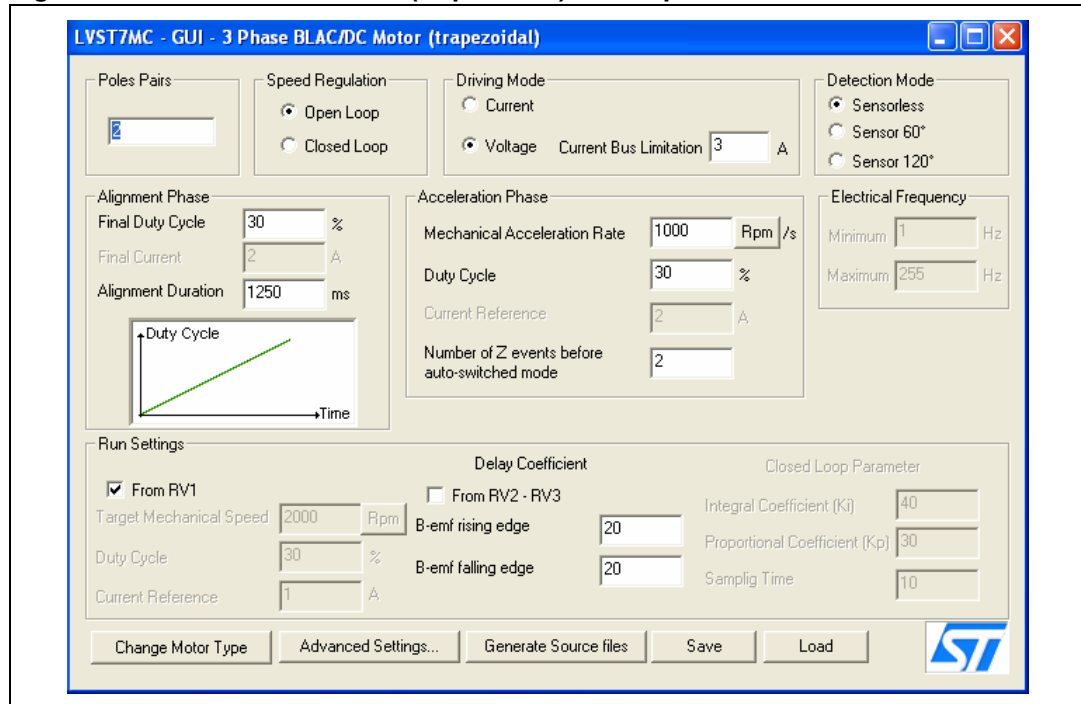 LVST7MC - GUI - 3 Phase BLAC/DC Motor (trapezoidal)
Poles Pairs
2
Speed Regulation
Open Loop
Closed Loop
Driving Mode
Current
Voltage
Current Bus Limitation 3 A
Detection Mode
Sensorless
Sensor 60°
Sensor 120°
Alignment Phase
Final Duty Cycle 30 %
Final Current 2 A
Alignment Duration 1250 ms
Duty Cycle
Time
Acceleration Phase
Mechanical Acceleration Rate 1000 Rpm /s
Duty Cycle 30 %
Current Reference 2 A
Number of Z events before
auto-switched mode 2
Electrical Frequency
Minimum 1 Hz
Maximum 255 Hz
Run Settings
From RV1
Target Mechanical Speed 2000 Rpm
Duty Cycle 30 %
Current Reference 1 A
Delay Coefficient
From RV2 - RV3
B-emf rising edge 20
B-emf falling edge 20
Closed Loop Parameter
Integral Coefficient (Ki) 40
Proportional Coefficient (Kp) 30
Samplig Time 10
Change Motor Type
Advanced Settings...
Generate Source files
Save
Load
ST